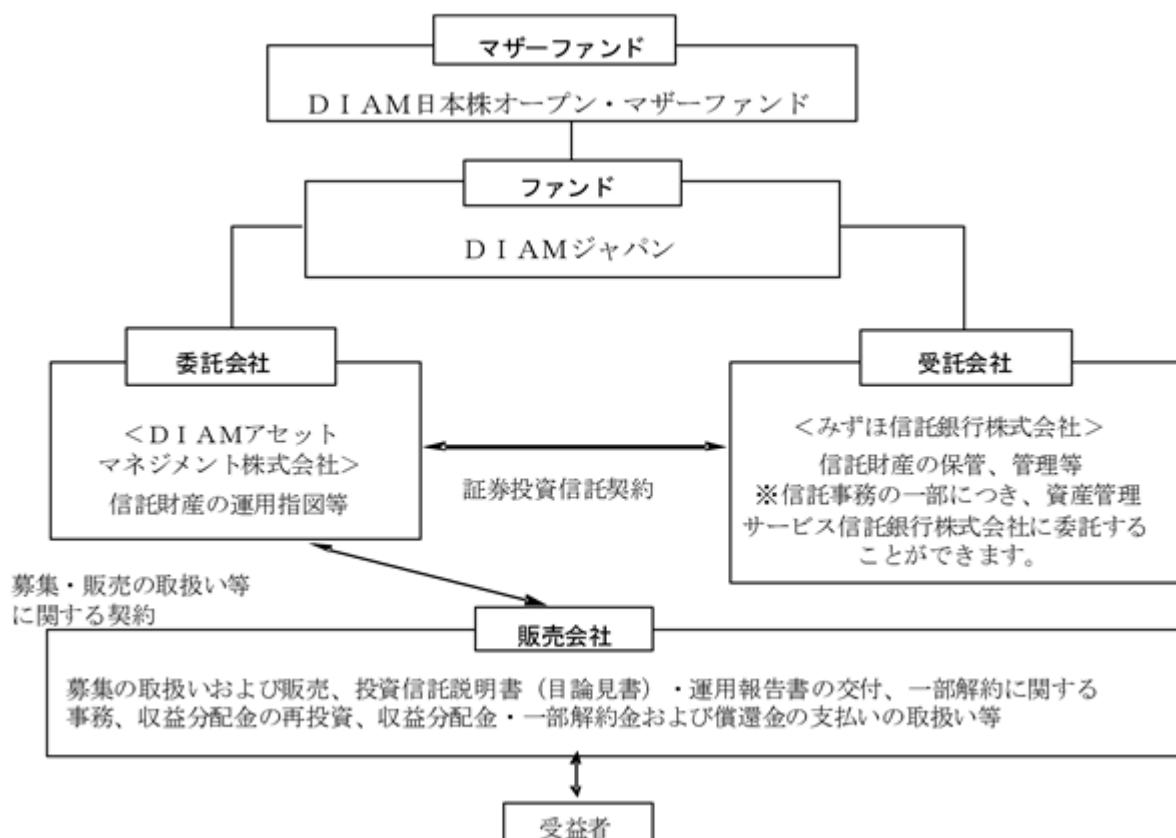 マザーファンド
ＤＩＡＭ日本株オープン・マザーファンド
ファンド
ＤＩＡＭジャパン
委託会社
＜ＤＩＡＭアセット
マネジメント株式会社＞
信託財産の運用指図等
証券投資信託契約
受託会社
＜みずほ信託銀行株式会社＞
信託財産の保管、管理等
※信託事務の一部につき、資産管理
サービス信託銀行株式会社に委託する
ことができます。
募集・販売の取扱い等
に関する契約
販売会社
募集の取扱いおよび販売、投資信託説明書（目論見書）・運用報告書の交付、一部解約に関する
事務、収益分配金の再投資、収益分配金・一部解約金および償還金の支払いの取扱い等
受益者